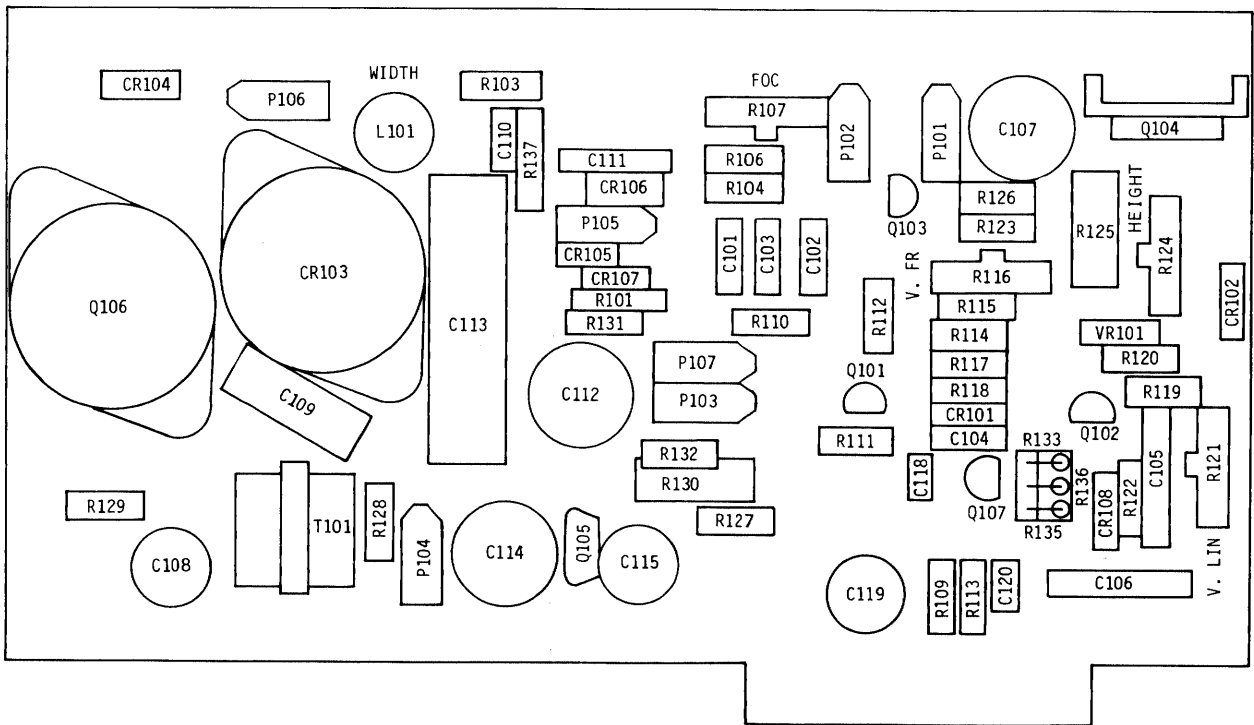 CR104
P106
WIDTH
L101
R103
C110
R137
C111
CR106
P105
CR105
CR107
R101
R131
FOC
R107
P102
R106
R104
C101
C103
C102
R110
P101
C107
Q104
Q103
R126
R123
R125
HEIGHT
R124
CR102
V. FR
R116
R115
R112
R114
R117
R118
CR101
C104
VR101
R120
R119
Q106
CR103
C113
C109
C112
P107
P103
Q101
R111
Q102
R132
R130
R127
C118
Q107
R133
R136
R135
CR108
R122
C105
R121
V. LIN
R129
C108
T101
R128
P104
C114
Q105
C115
C119
R109
R113
C120
C106